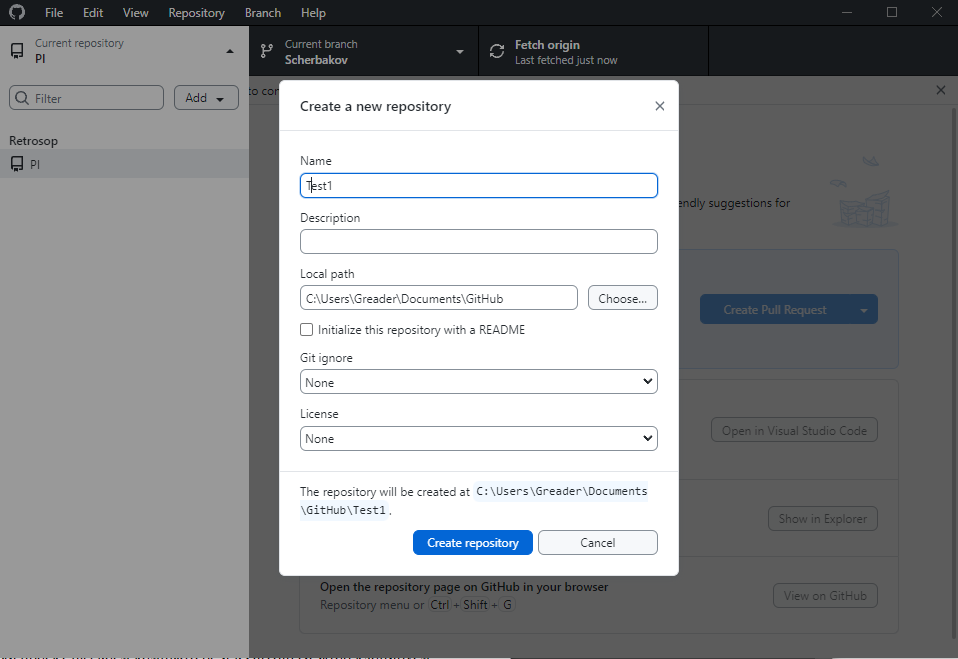 File Edit View Repository Branch Help
Current repository
PI
Current branch
Scherbakov
Fetch origin
Last fetched just now
Filter
Add
to con
Retrosop
PI
Create a new repository
Name
Test1
Description
Local path
C:\Users\Greader\Documents\GitHub
Choose...
Initialize this repository with a README
Git ignore
None
License
None
The repository will be created at C:\Users\Greader\Documents
\GitHub\Test1.
Create repository
Cancel
endly suggestions for
Create Pull Request
Open in Visual Studio Code
Show in Explorer
Open the repository page on GitHub in your browser
Repository menu or Ctrl + Shift + G
View on GitHub